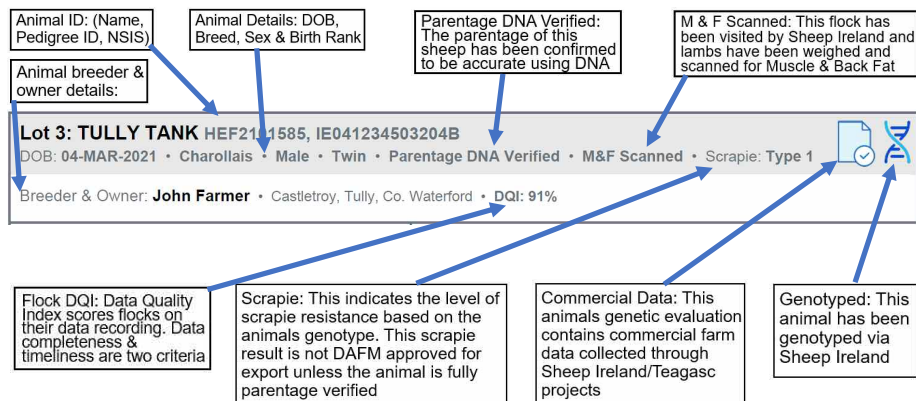 Animal ID: (Name,
Pedigree ID, NSIS)
Animal Details: DOB,
Breed, Sex & Birth Rank
Parentage DNA Verified:
The parentage of this
sheep has been confirmed
to be accurate using DNA
M & F Scanned: This flock has
been visited by Sheep Ireland and
lambs have been weighed and
scanned for Muscle & Back Fat
Animal breeder &
owner details:
Lot 3: TULLY TANK HEF2101585, IE041234503204B
DOB: 04-MAR-2021 • Charollais • Male • Twin • Parentage DNA Verified • M&F Scanned • Scrapie: Type 1
Breeder & Owner: John Farmer • Castletroy, Tully, Co. Waterford • DQI: 91%
Flock DQI: Data Quality
Index scores flocks on
their data recording. Data
completeness &
timeliness are two criteria
Scrapie: This indicates the level of
scrapie resistance based on the
animals genotype. This scrapie
result is not DAFM approved for
export unless the animal is fully
parentage verified
Commercial Data: This
animals genetic evaluation
contains commercial farm
data collected through
Sheep Ireland/Teagasc
projects
Genotyped: This
animal has been
genotyped via
Sheep Ireland